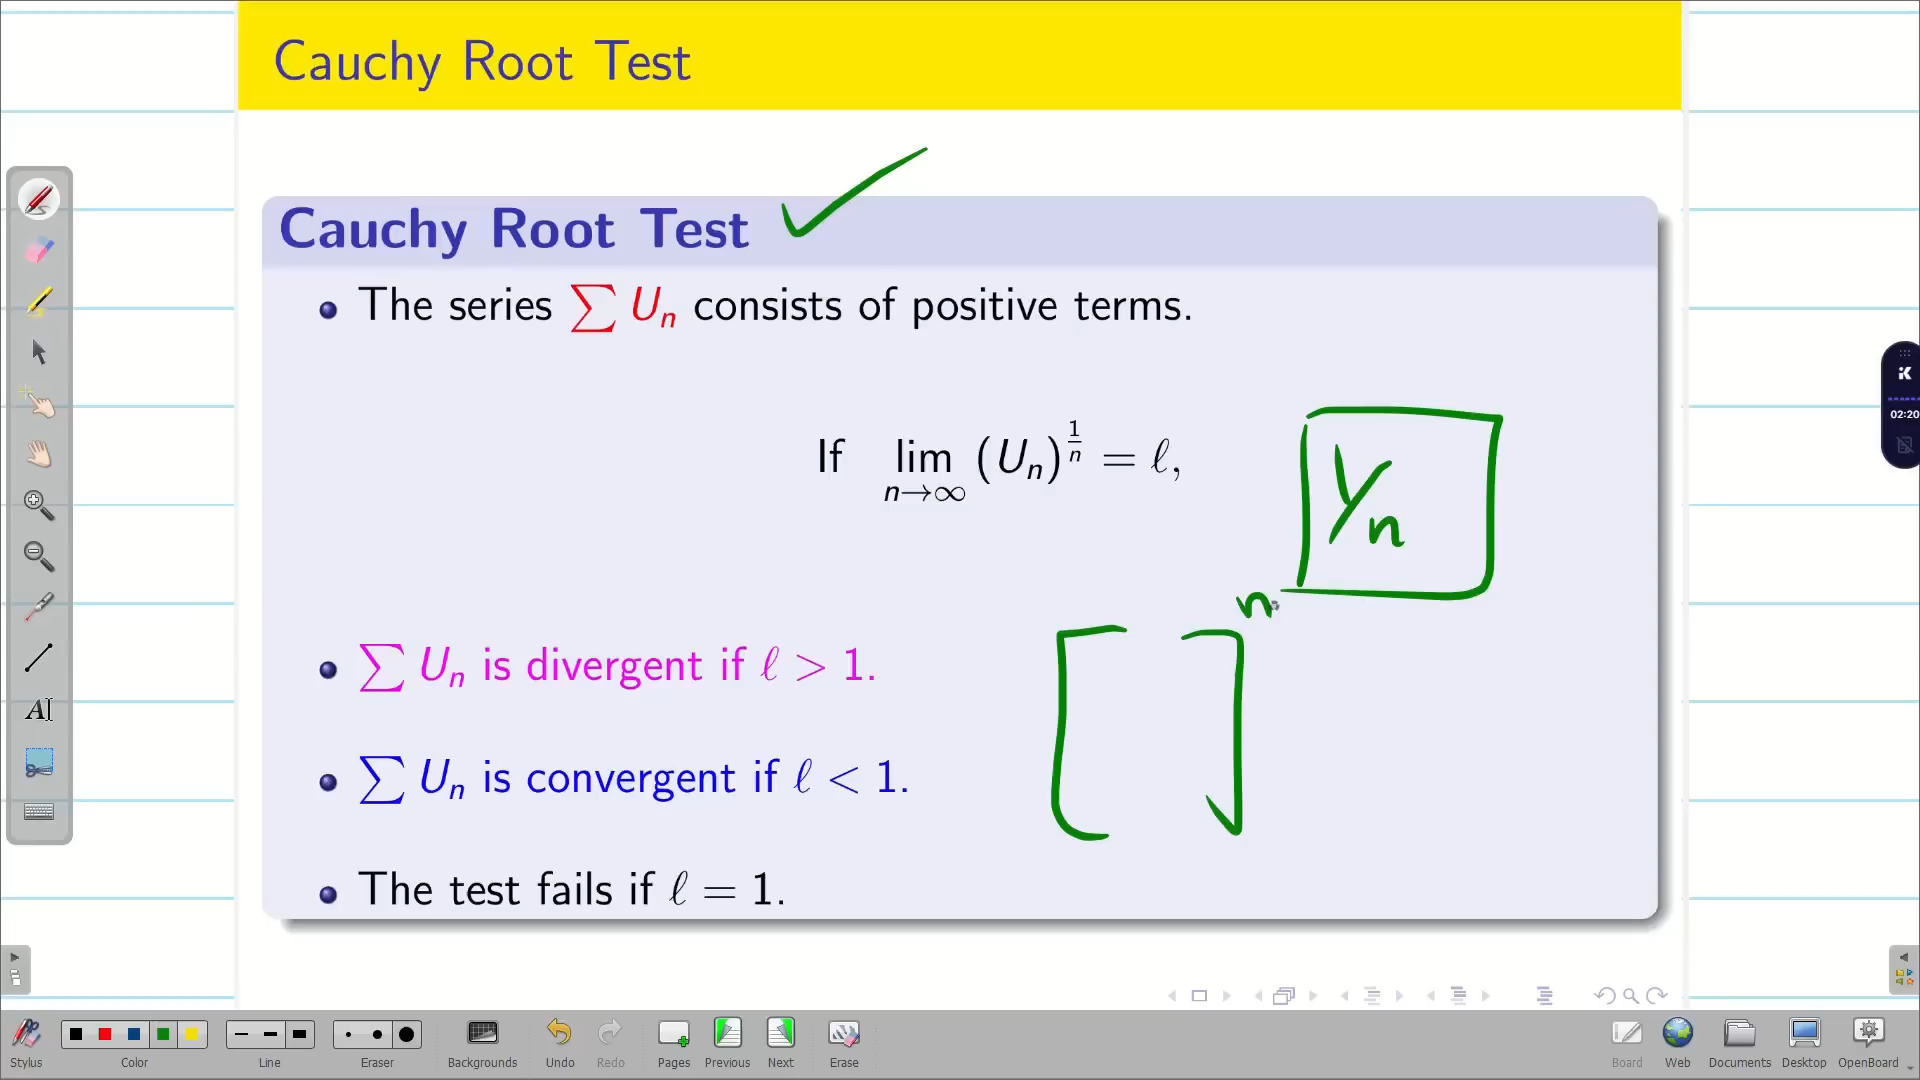 Cauchy Root Test
Cauchy Root Test
The series ∑ Uₙ consists of positive terms.
If lim n→∞ (Uₙ)^(1/n) = ℓ,
1/n
[ ]ⁿ
∑ Uₙ is divergent if ℓ > 1.
∑ Uₙ is convergent if ℓ < 1.
The test fails if ℓ = 1.
02:20
Stylus Color Line Eraser Backgrounds Undo Redo Pages Previous Next Erase Board Web Documents Desktop OpenBoard